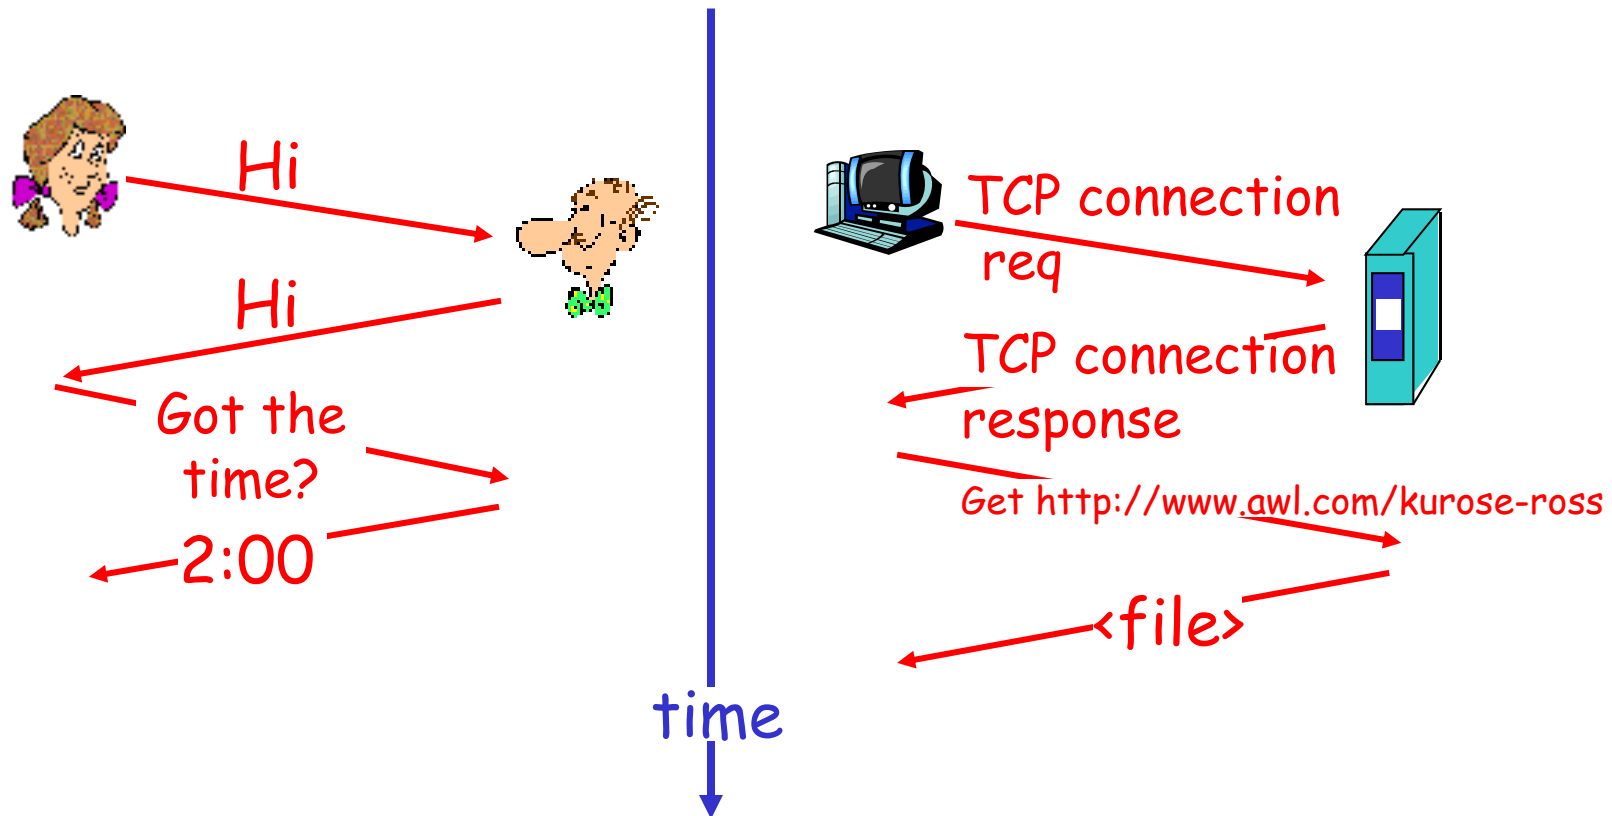 Hi
Hi
Got the
time?
2:00
time
TCP connection
req
TCP connection
response
Get http://www.awl.com/kurose-ross
<file>